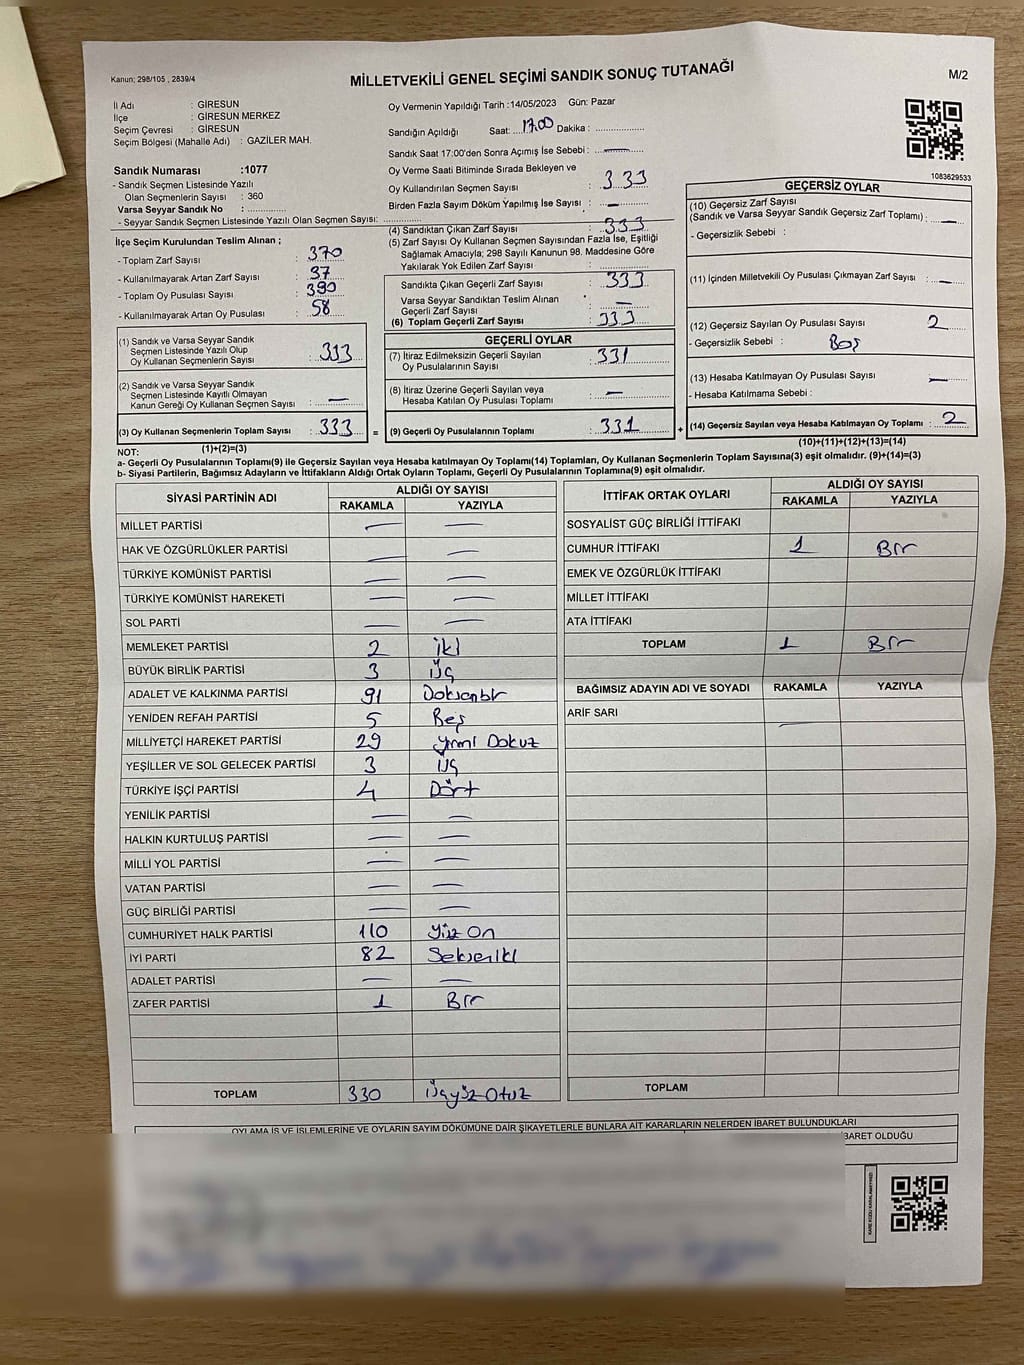 Kanun; 298/105 , 2839/4
MİLLETVEKİLİ GENEL SEÇİMİ SANDIK SONUÇ TUTANAĞI
M/2
İl Adı : GİRESUN
İlçe : GİRESUN MERKEZ
Seçim Çevresi : GİRESUN
Seçim Bölgesi (Mahalle Adı) : GAZİLER MAH.
Sandık Numarası :1077
- Sandık Seçmen Listesinde Yazılı
Olan Seçmenlerin Sayısı : 360
Varsa Seyyar Sandık No : ..............
- Seyyar Sandık Seçmen Listesinde Yazılı Olan Seçmen Sayısı: ..............
İlçe Seçim Kurulundan Teslim Alınan ;
- Toplam Zarf Sayısı : 370
- Kullanılmayarak Artan Zarf Sayısı : 37
- Toplam Oy Pusulası Sayısı : 390
- Kullanılmayarak Artan Oy Pusulası : 58
(1) Sandık ve Varsa Seyyar Sandık
Seçmen Listesinde Yazılı Olup
Oy Kullanan Seçmenlerin Sayısı : 333
(2) Sandık ve Varsa Seyyar Sandık
Seçmen Listesinde Kayıtlı Olmayan
Kanun Gereği Oy Kullanan Seçmen Sayısı : —
(3) Oy Kullanan Seçmenlerin Toplam Sayısı : 333 =
(1)+(2)=(3)
Oy Vermenin Yapıldığı Tarih :14/05/2023 Gün: Pazar
Sandığın Açıldığı Saat: 17.00 Dakika : ..............
Sandık Saat 17:00'den Sonra Açımış İse Sebebi : —
Oy Verme Saati Bitiminde Sırada Bekleyen ve
Oy Kullandırılan Seçmen Sayısı : 333
Birden Fazla Sayım Döküm Yapılmış İse Sayısı : —
(4) Sandıktan Çıkan Zarf Sayısı : 333
(5) Zarf Sayısı Oy Kullanan Seçmen Sayısından Fazla İse, Eşitliği
Sağlamak Amacıyla; 298 Sayılı Kanunun 98. Maddesine Göre
Yakılarak Yok Edilen Zarf Sayısı : ..............
Sandıkta Çıkan Geçerli Zarf Sayısı : 333
Varsa Seyyar Sandıktan Teslim Alınan
Geçerli Zarf Sayısı : —
(6) Toplam Geçerli Zarf Sayısı : 333
GEÇERLİ OYLAR
(7) İtiraz Edilmeksizin Geçerli Sayılan
Oy Pusulalarının Sayısı : 331
(8) İtiraz Üzerine Geçerli Sayılan veya
Hesaba Katılan Oy Pusulası Toplamı : —
(9) Geçerli Oy Pusulalarının Toplamı : 331 +
1083629533
GEÇERSİZ OYLAR
(10) Geçersiz Zarf Sayısı
(Sandık ve Varsa Seyyar Sandık Geçersiz Zarf Toplamı) : —
- Geçersizlik Sebebi :
(11) İçinden Milletvekili Oy Pusulası Çıkmayan Zarf Sayısı : —
(12) Geçersiz Sayılan Oy Pusulası Sayısı : 2
- Geçersizlik Sebebi : Boş
(13) Hesaba Katılmayan Oy Pusulası Sayısı : —
- Hesaba Katılmama Sebebi :
(14) Geçersiz Sayılan veya Hesaba Katılmayan Oy Toplamı : 2
(10)+(11)+(12)+(13)=(14)
NOT:
a- Geçerli Oy Pusulalarının Toplamı(9) ile Geçersiz Sayılan veya Hesaba katılmayan Oy Toplamı(14) Toplamları, Oy Kullanan Seçmenlerin Toplam Sayısına(3) eşit olmalıdır. (9)+(14)=(3)
b- Siyasi Partilerin, Bağımsız Adayların ve İttifakların Aldığı Ortak Oyların Toplamı, Geçerli Oy Pusulalarının Toplamına(9) eşit olmalıdır.
SİYASİ PARTİNİN ADI ALDIĞI OY SAYISI
RAKAMLA YAZIYLA
MİLLET PARTİSİ — —
HAK VE ÖZGÜRLÜKLER PARTİSİ — —
TÜRKİYE KOMÜNİST PARTİSİ — —
TÜRKİYE KOMÜNİST HAREKETİ — —
SOL PARTİ — —
MEMLEKET PARTİSİ 2 iki
BÜYÜK BİRLİK PARTİSİ 3 üç
ADALET VE KALKINMA PARTİSİ 91 Doksanbir
YENİDEN REFAH PARTİSİ 5 Beş
MİLLİYETÇİ HAREKET PARTİSİ 29 yirmi Dokuz
YEŞİLLER VE SOL GELECEK PARTİSİ 3 üç
TÜRKİYE İŞÇİ PARTİSİ 4 Dört
YENİLİK PARTİSİ — —
HALKIN KURTULUŞ PARTİSİ — —
MİLLİ YOL PARTİSİ — —
VATAN PARTİSİ — —
GÜÇ BİRLİĞİ PARTİSİ — —
CUMHURİYET HALK PARTİSİ 110 yüz On
İYİ PARTİ 82 Sekseniki
ADALET PARTİSİ — —
ZAFER PARTİSİ 1 Bir
TOPLAM 330 üçyüz Otuz
İTTİFAK ORTAK OYLARI ALDIĞI OY SAYISI
RAKAMLA YAZIYLA
SOSYALİST GÜÇ BİRLİĞİ İTTİFAKI
CUMHUR İTTİFAKI 1 Bir
EMEK VE ÖZGÜRLÜK İTTİFAKI
MİLLET İTTİFAKI
ATA İTTİFAKI
TOPLAM 1 Bir
BAĞIMSIZ ADAYIN ADI VE SOYADI RAKAMLA YAZIYLA
ARİF SARI —
TOPLAM
OYLAMA İŞ VE İŞLEMLERİNE VE OYLARIN SAYIM DÖKÜMÜNE DAİR ŞİKAYETLERLE BUNLARA AİT KARARLARIN NELERDEN İBARET BULUNDUKLARI
İBARET OLDUĞU